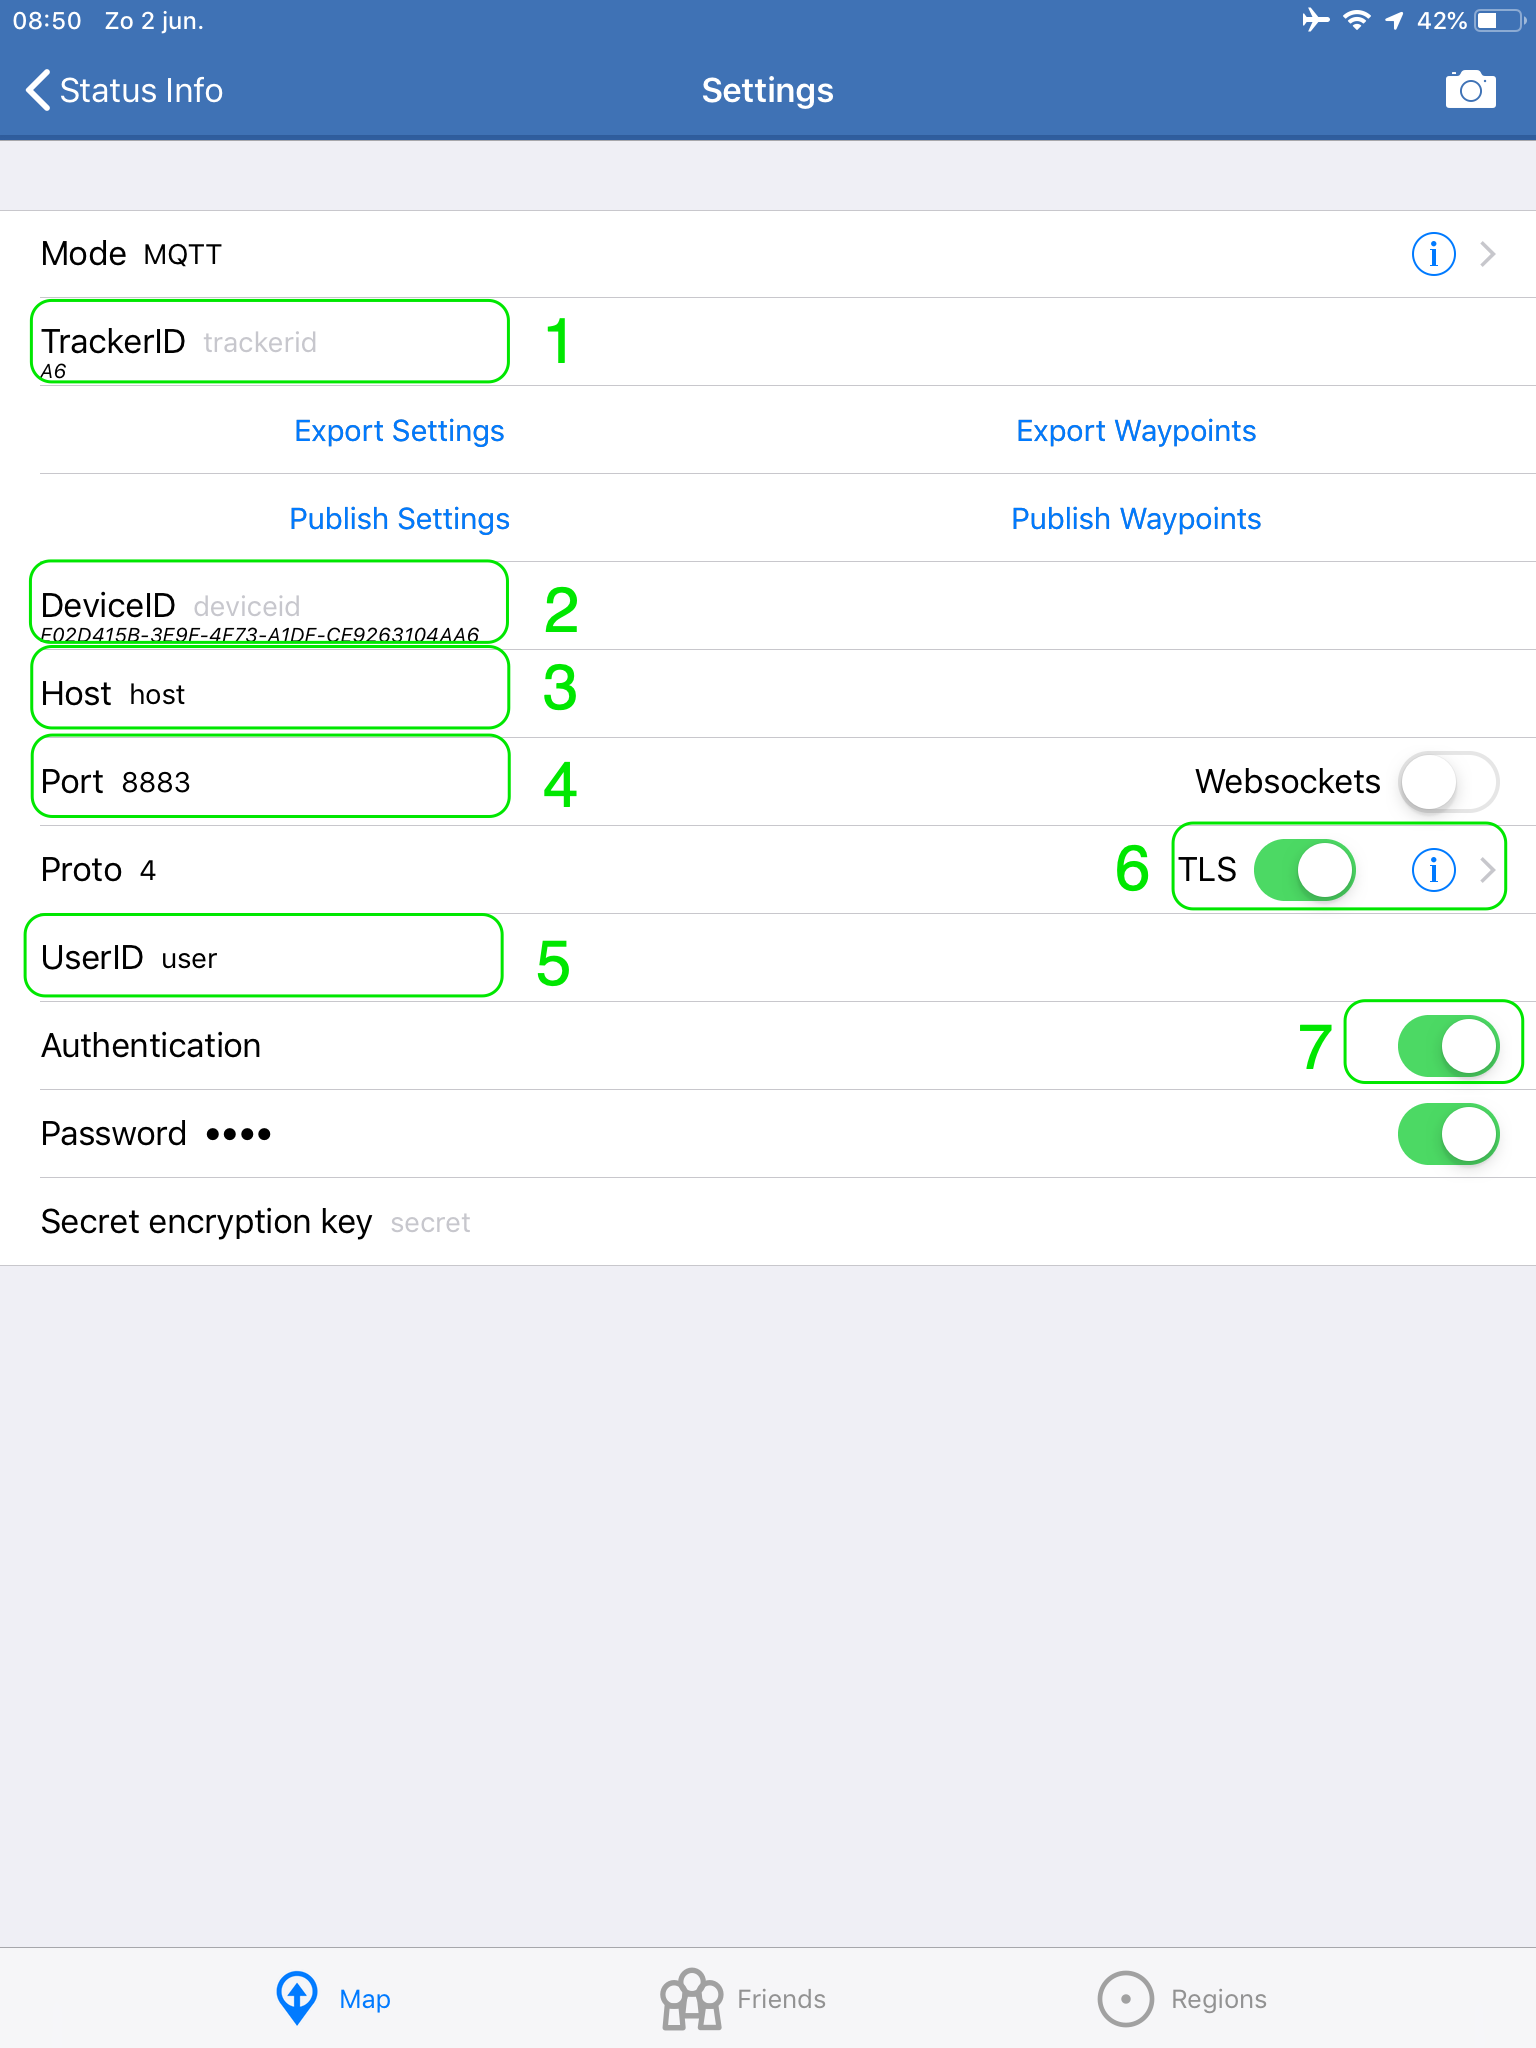 08:50 Zo 2 jun. 42%
Status Info Settings
Mode MQTT
TrackerID trackerid 1
A6
Export Settings Export Waypoints
Publish Settings Publish Waypoints
DeviceID deviceid 2
E02D415B-3E9F-4F73-A1DF-CE9263104AA6
Host host 3
Port 8883 4 Websockets
Proto 4 6 TLS
UserID user 5
Authentication 7
Password ••••
Secret encryption key secret
Map Friends Regions